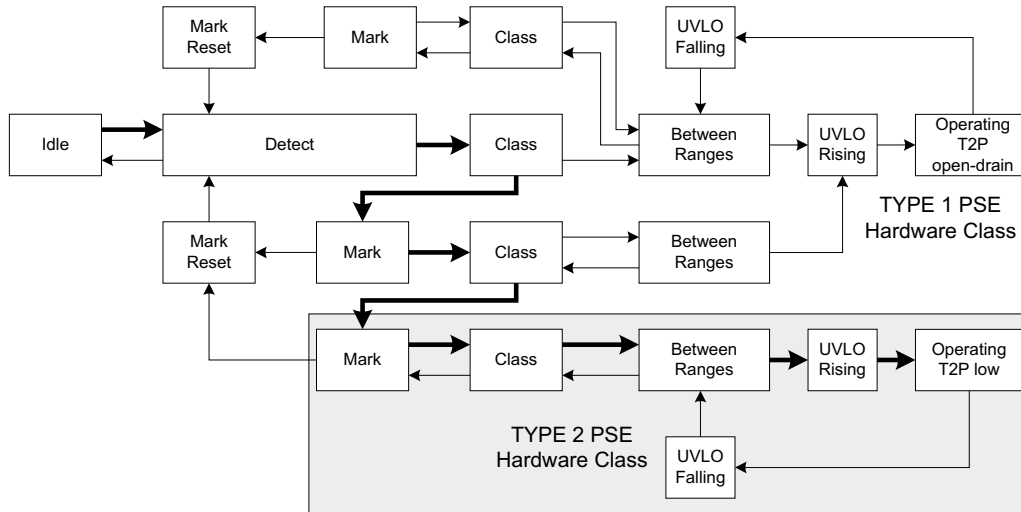 Mark
Reset
Mark
Class
UVLO
Falling
Idle
Detect
Class
Between
Ranges
UVLO
Rising
Operating
T2P
open-drain
TYPE 1 PSE
Hardware Class
Mark
Reset
Mark
Class
Between
Ranges
Mark
Class
Between
Ranges
UVLO
Rising
Operating
T2P low
TYPE 2 PSE
Hardware Class
UVLO
Falling